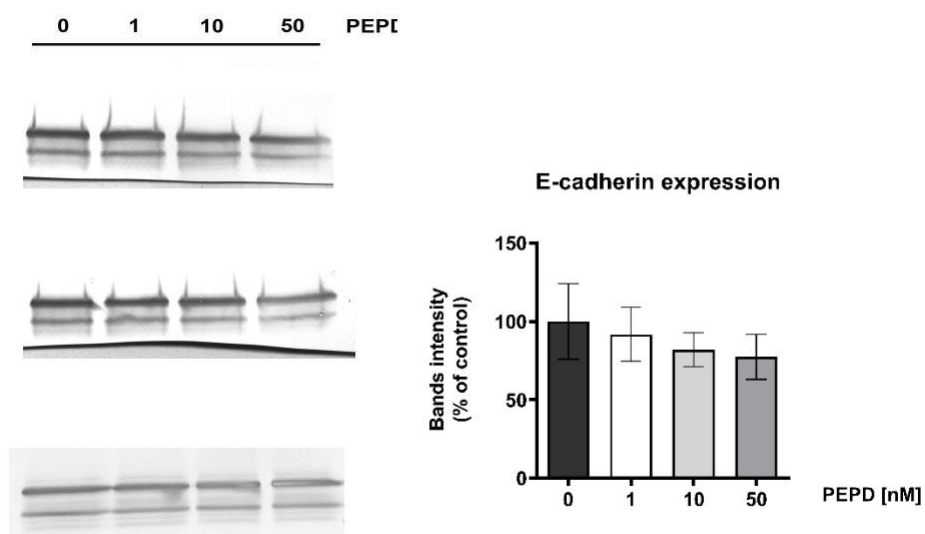 0 1 10 50 PEPD
E-cadherin expression
150
100
50
0
Bands intensity
(% of control)
0 1 10 50 PEPD [nM]